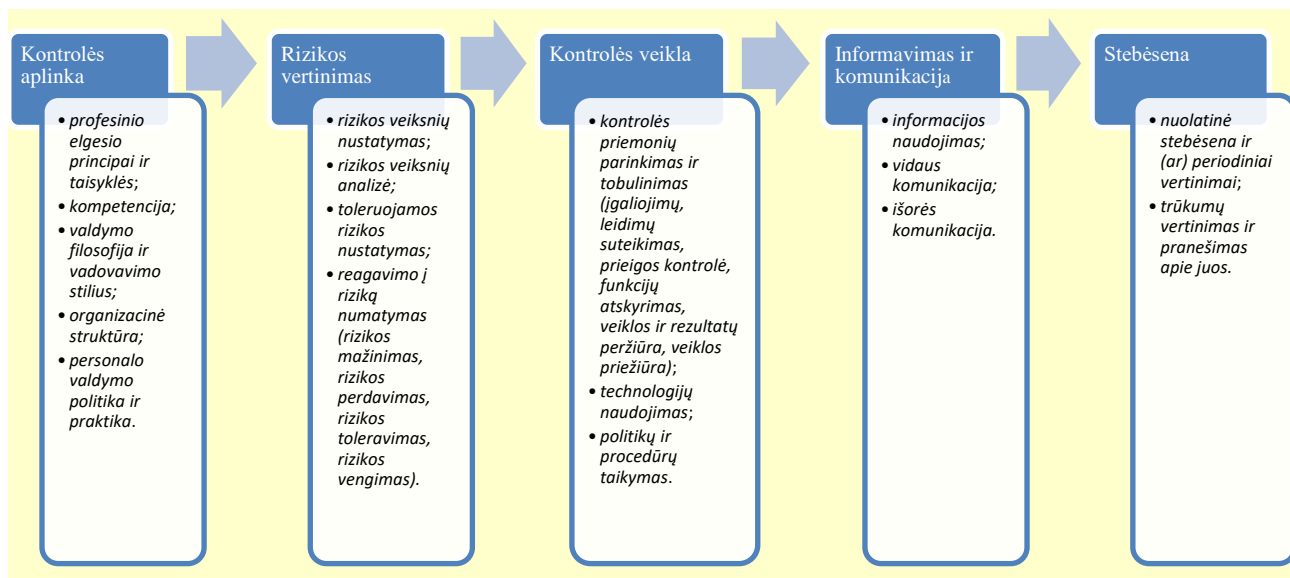 Kontrolės
aplinka
• profesinio
elgesio
principai ir
taisyklės;
• kompetencija;
• valdymo
filosofija ir
vadovavimo
stilius;
• organizacinė
struktūra;
• personalo
valdymo
politika ir
praktika.
Rizikos
vertinimas
• rizikos veiksnių
nustatymas;
• rizikos veiksnių
analizė;
• toleruojamos
rizikos
nustatymas;
• reagavimo į
riziką
numatymas
(rizikos
mažinimas,
rizikos
perdavimas,
rizikos
toleravimas,
rizikos
vengimas).
Kontrolės veikla
• kontrolės
priemonių
parinkimas ir
tobulinimas
(įgaliojimų,
leidimų
suteikimas,
prieigos kontrolė,
funkcijų
atskyrimas,
veiklos ir rezultatų
peržiūra, veiklos
priežiūra);
• technologijų
naudojimas;
• politikų ir
procedūrų
taikymas.
Informavimas ir
komunikacija
• informacijos
naudojimas;
• vidaus
komunikacija;
• išorės
komunikacija.
Stebėsena
• nuolatinė
stebėsena ir
(ar) periodiniai
vertinimai;
• trūkumų
vertinimas ir
pranešimas
apie juos.